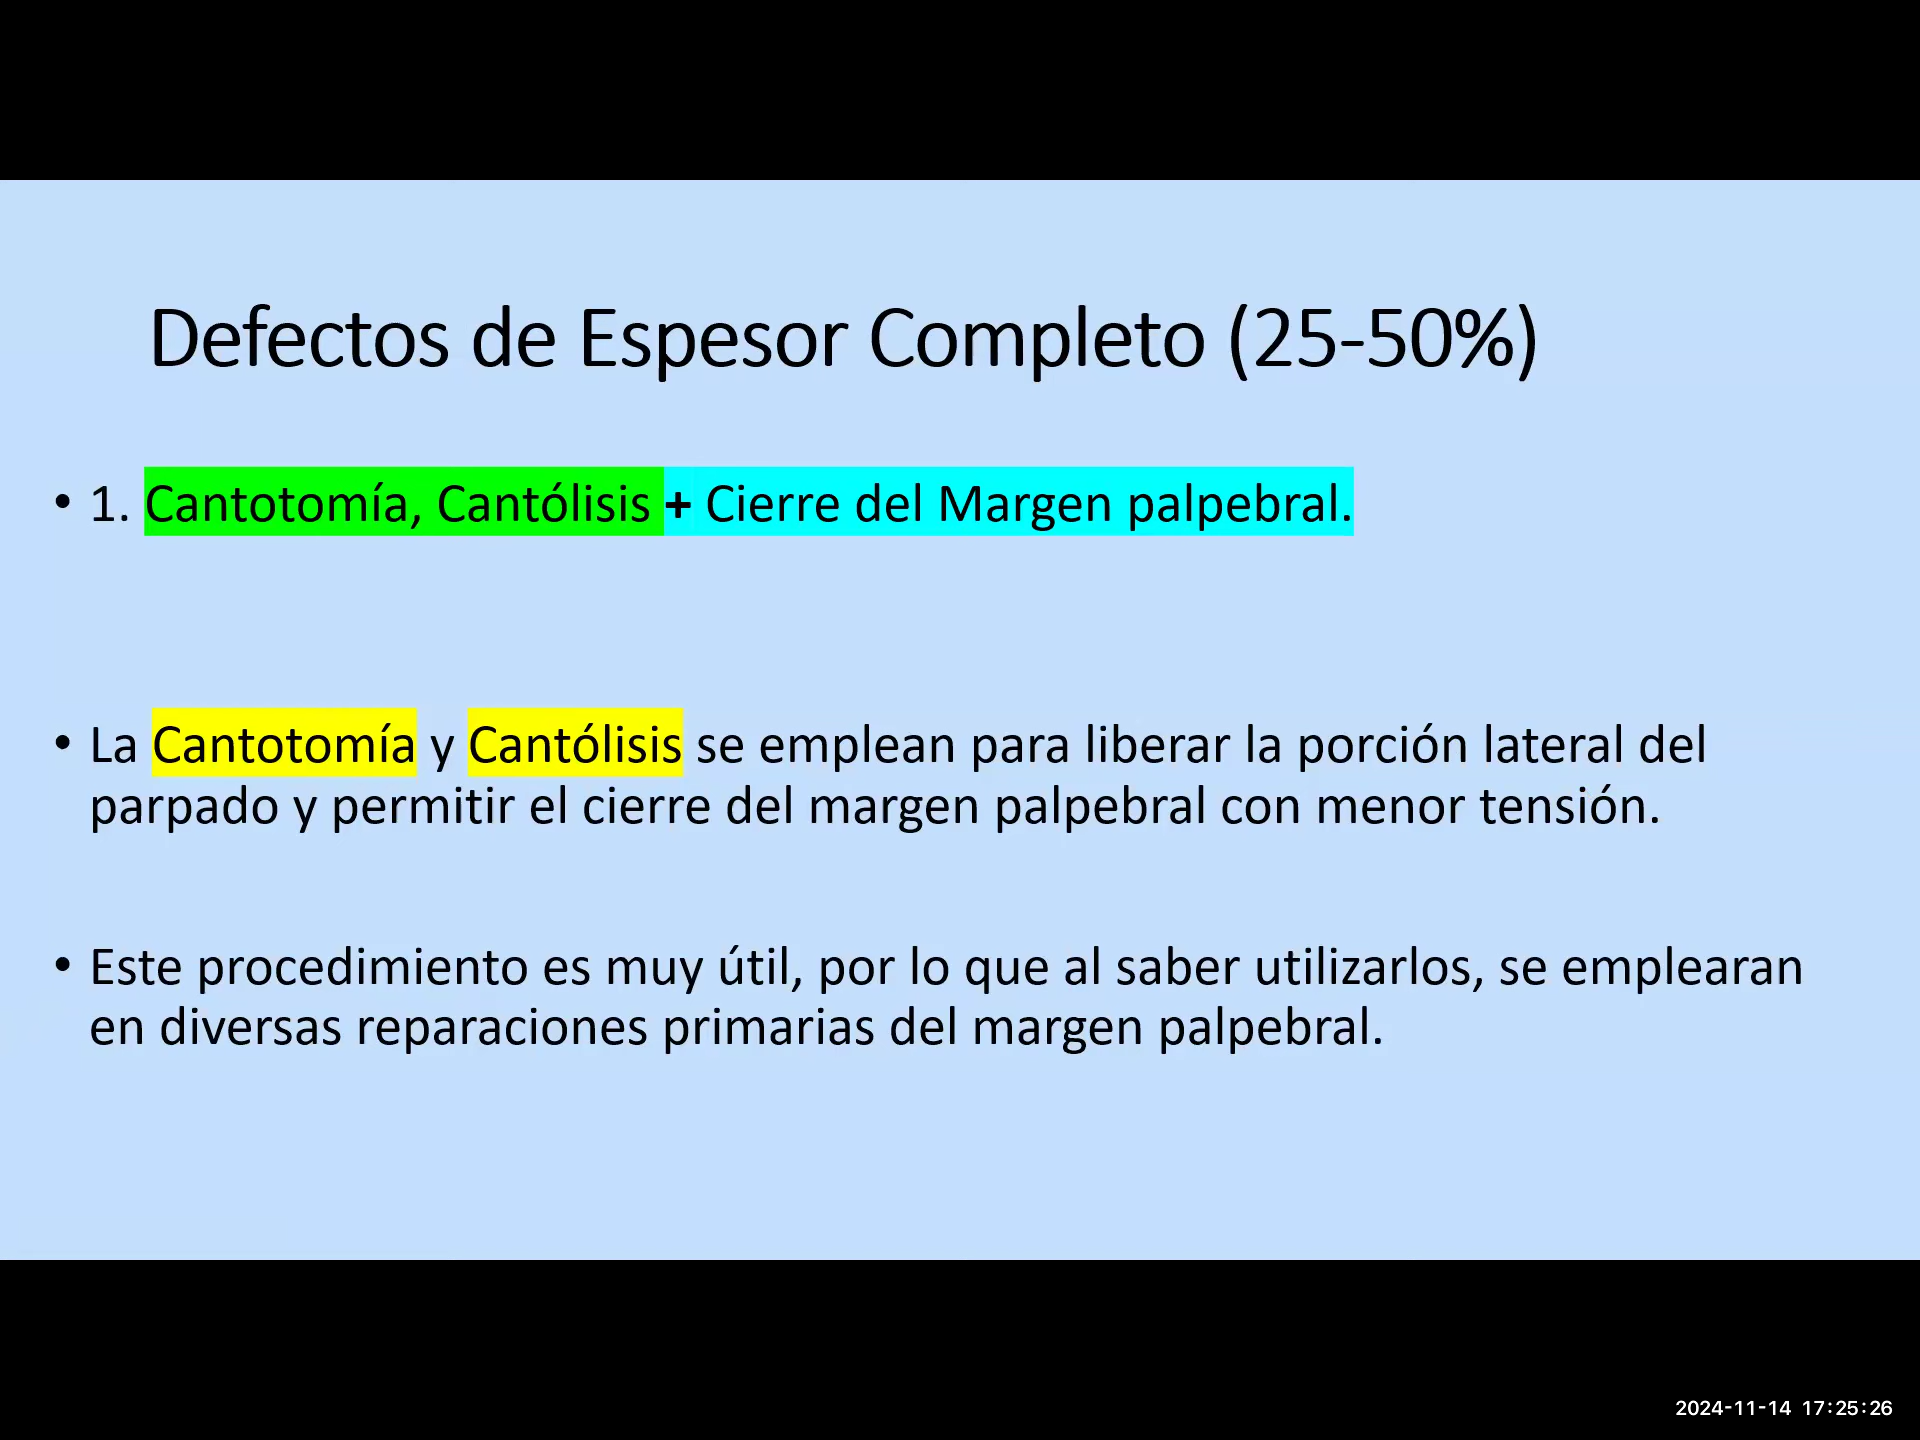 Defectos de Espesor Completo (25-50%)
• 1. Cantotomía, Cantólisis + Cierre del Margen palpebral.
• La Cantotomía y Cantólisis se emplean para liberar la porción lateral del
parpado y permitir el cierre del margen palpebral con menor tensión.
• Este procedimiento es muy útil, por lo que al saber utilizarlos, se emplearan
en diversas reparaciones primarias del margen palpebral.
2024-11-14 17:25:26